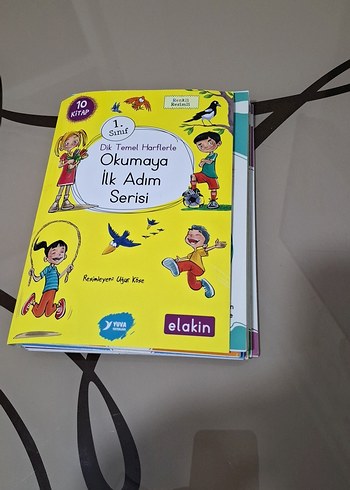 10
KİTAP
Renkli
Resimli
1.
Sınıf
Dik Temel Harflerle
Okumaya
İlk Adım
Serisi
Resimleyen: Uğur Köse
YUVA
elakin